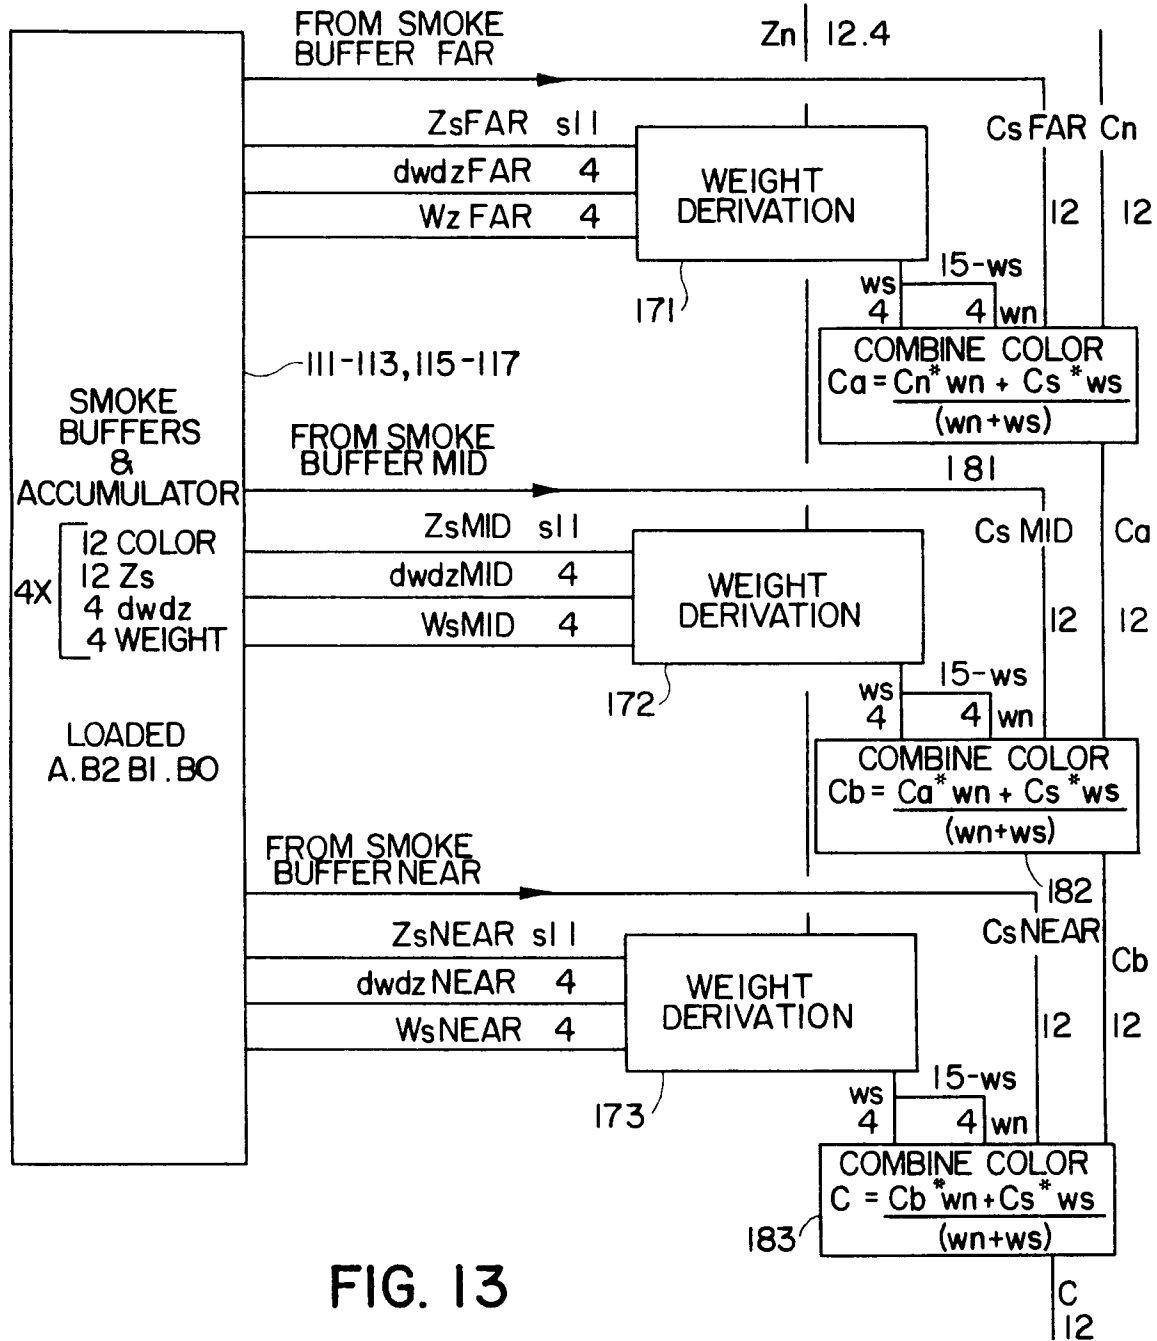 FROM SMOKE
BUFFER FAR
Zn 12.4
ZsFAR s11
dwdzFAR 4
Wz FAR 4
WEIGHT
DERIVATION
171
Cs FAR Cn
12 12
15-ws
ws
4 4 wn
COMBINE COLOR
Ca = Cn* wn + Cs * ws
(wn+ws)
181
111-113, 115-117
SMOKE
BUFFERS
&
ACCUMULATOR
4X
12 COLOR
12 Zs
4 dwdz
4 WEIGHT
LOADED
A.B2 B1.B0
FROM SMOKE
BUFFER MID
ZsMID s11
dwdzMID 4
WsMID 4
WEIGHT
DERIVATION
172
Cs MID Ca
12 12
15-ws
ws
4 4 wn
COMBINE COLOR
Cb = Ca* wn + Cs * ws
(wn+ws)
182
FROM SMOKE
BUFFER NEAR
ZsNEAR s11
dwdz NEAR 4
WsNEAR 4
WEIGHT
DERIVATION
173
Cs NEAR
Cb
12 12
15-ws
ws
4 4 wn
COMBINE COLOR
C = Cb *wn + Cs* ws
(wn+ws)
183
C
12
FIG. 13